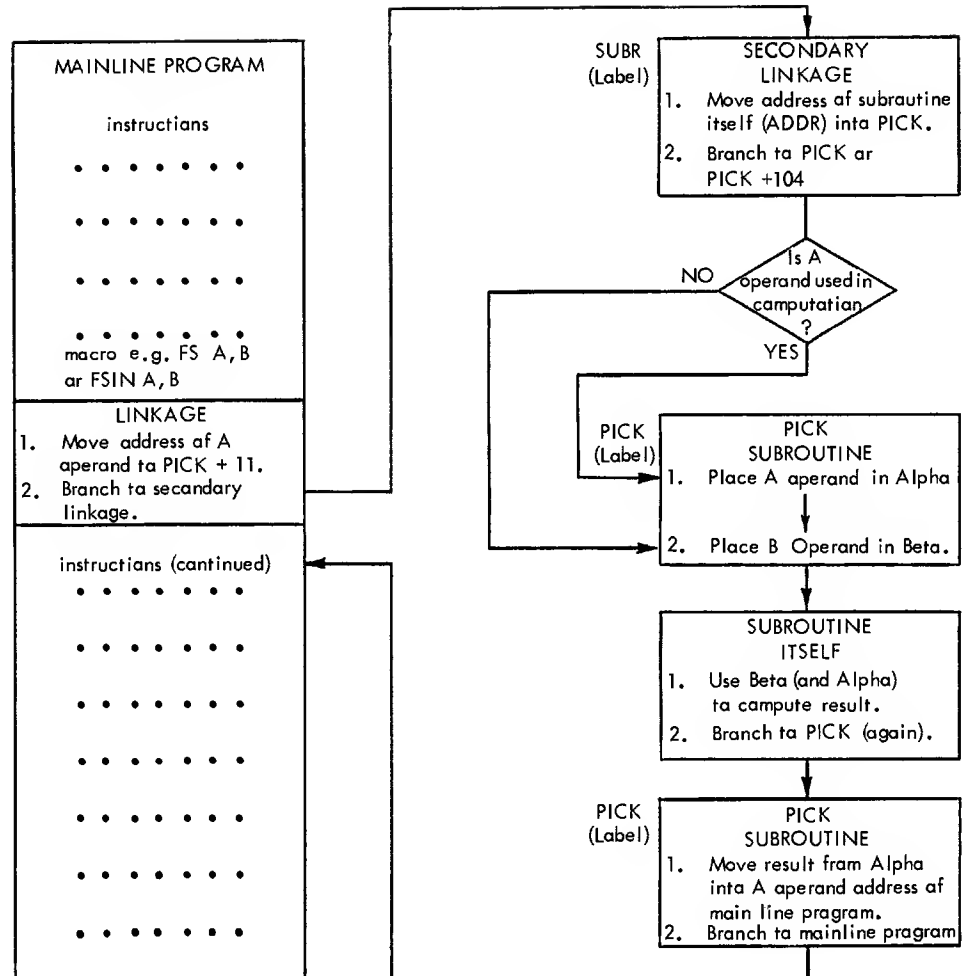 MAINLINE PROGRAM
instructians
macro e.g. FS A, B
ar FSIN A, B
LINKAGE
1. Move address af A
aperand ta PICK + 11.
2. Branch ta secandary
linkage.
instructians (cantinued)
SUBR
(Label)
SECONDARY
LINKAGE
1. Move address af subrautine
itself (ADDR) inta PICK.
2. Branch ta PICK ar
PICK +104
Is A
operand used in
camputatian
?
NO
YES
PICK
(Label)
PICK
SUBROUTINE
1. Place A aperand in Alpha
2. Place B Operand in Beta.
SUBROUTINE
ITSELF
1. Use Beta (and Alpha)
ta campute result.
2. Branch ta PICK (again).
PICK
(Label)
PICK
SUBROUTINE
1. Move result fram Alpha
inta A aperand address af
main line pragram.
2. Branch ta mainline pragram